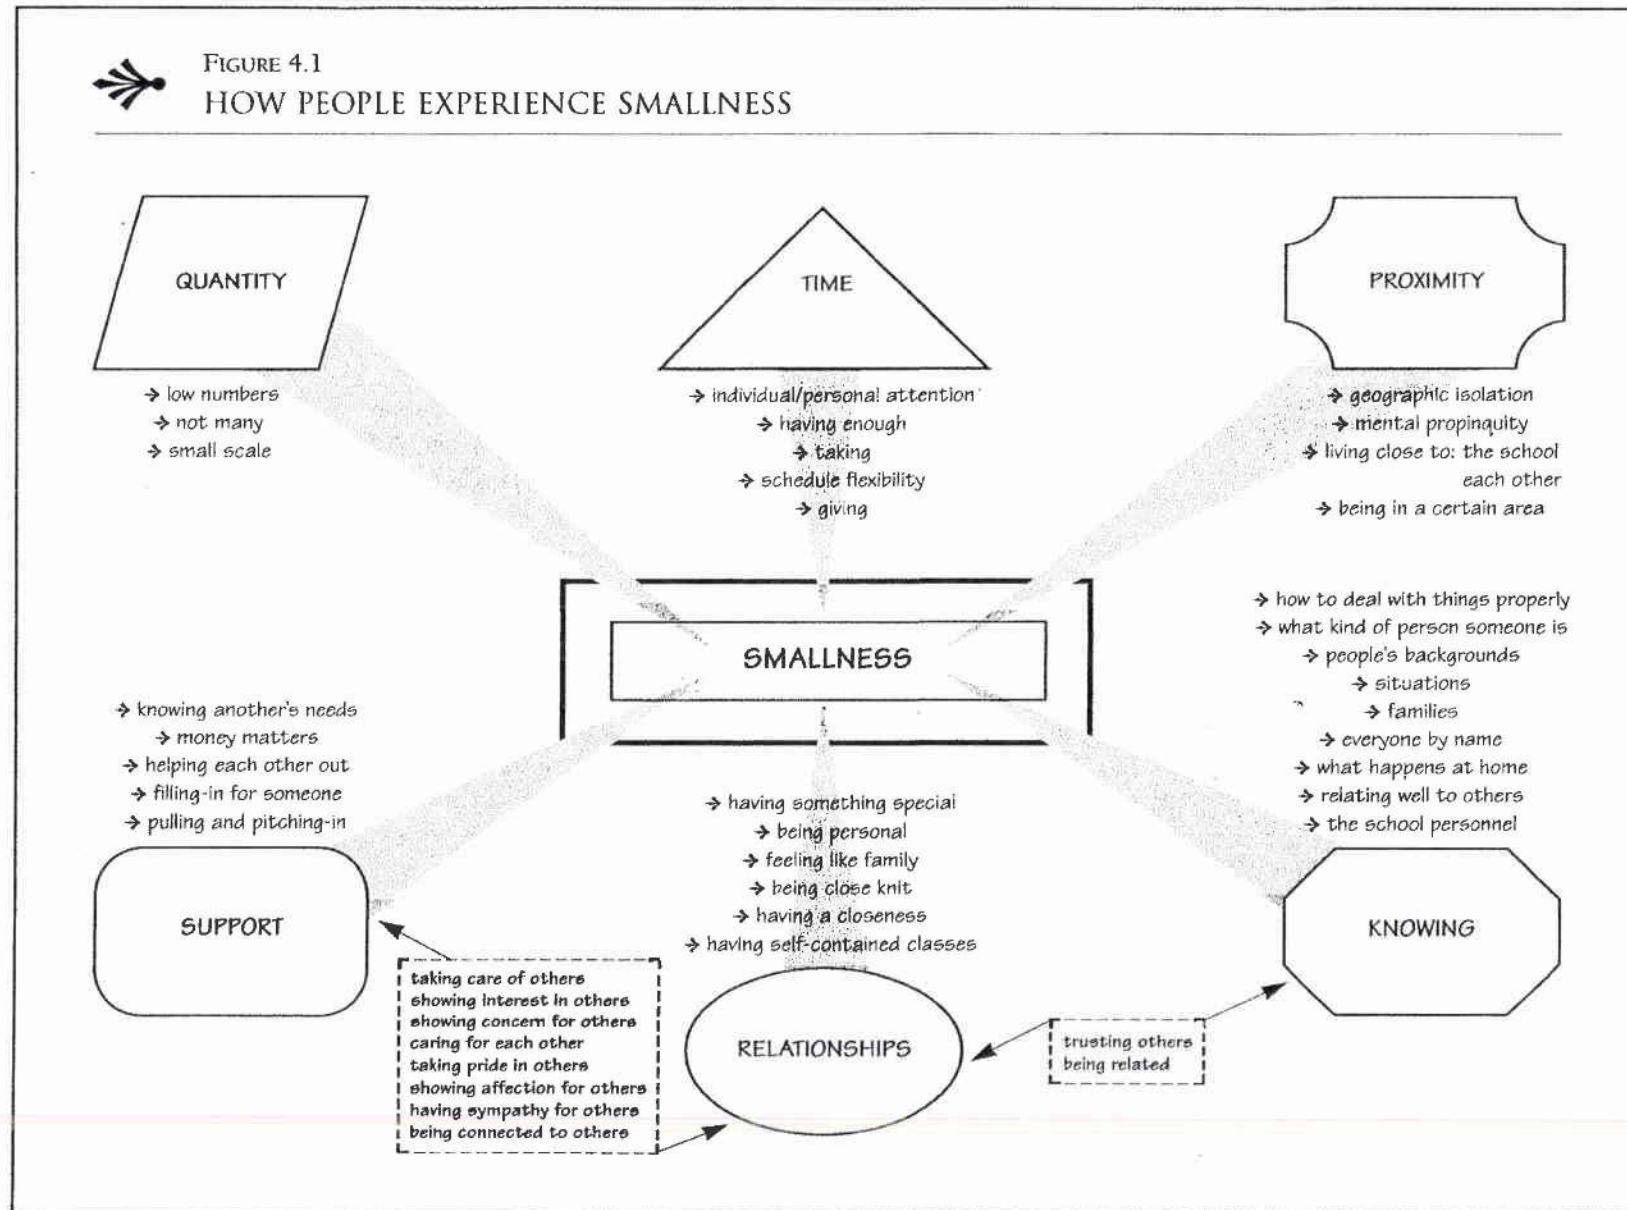 FIGURE 4.1
HOW PEOPLE EXPERIENCE SMALLNESS
QUANTITY
→ low numbers
→ not many
→ small scale
TIME
→ individual/personal attention
→ having enough
→ taking
→ schedule flexibility
→ giving
PROXIMITY
→ geographic isolation
→ mental propinquity
→ living close to: the school
each other
→ being in a certain area
SMALLNESS
→ knowing another's needs
→ money matters
→ helping each other out
→ filling-in for someone
→ pulling and pitching-in
SUPPORT
→ having something special
→ being personal
→ feeling like family
→ being close knit
→ having a closeness
→ having self-contained classes
RELATIONSHIPS
→ how to deal with things properly
→ what kind of person someone is
→ people's backgrounds
→ situations
→ families
→ everyone by name
→ what happens at home
→ relating well to others
→ the school personnel
KNOWING
taking care of others
showing interest in others
showing concern for others
caring for each other
taking pride in others
showing affection for others
having sympathy for others
being connected to others
trusting others
being related